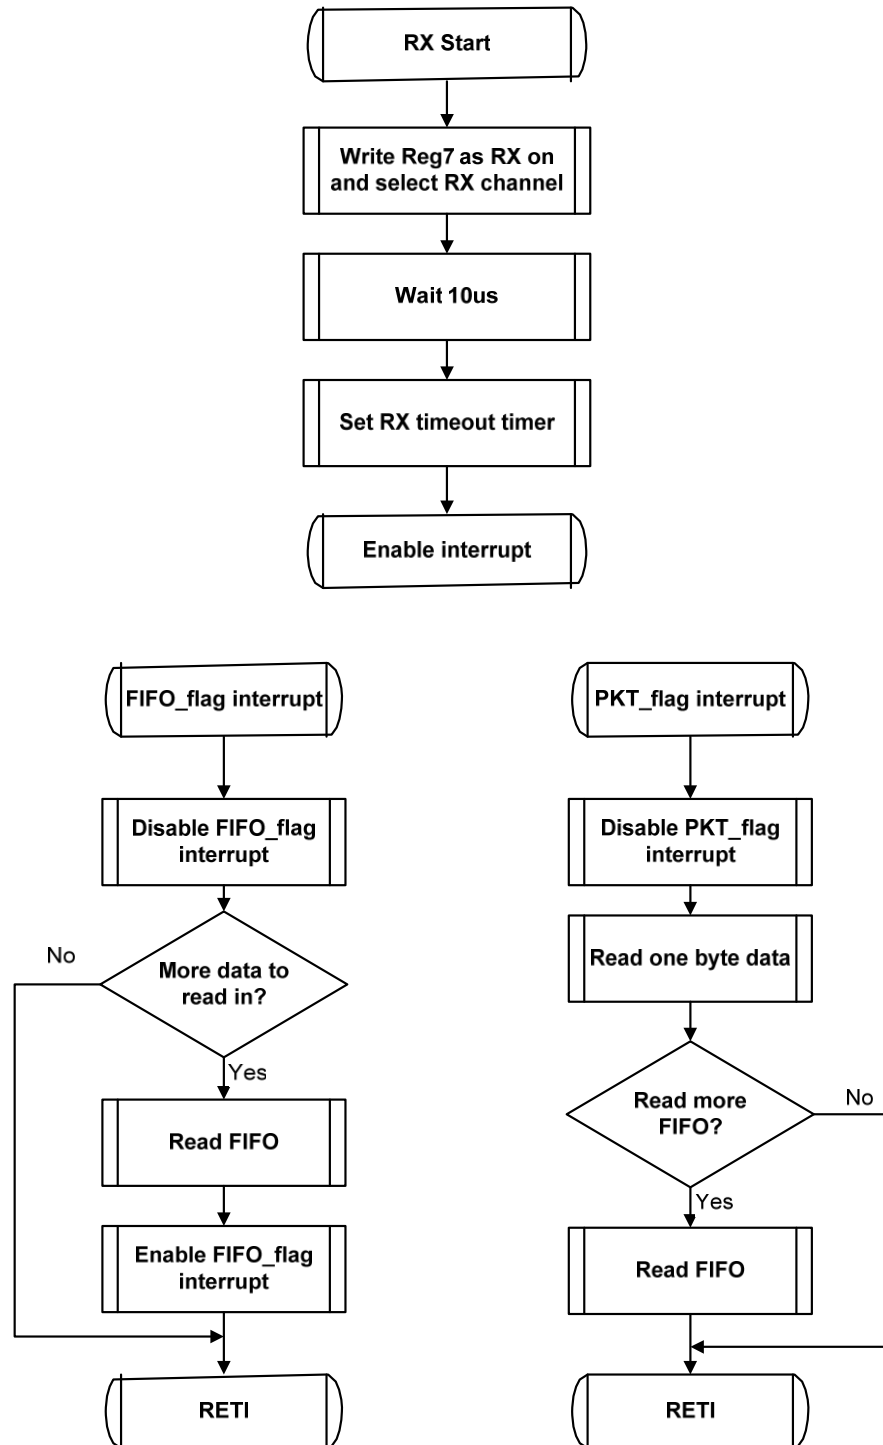 RX Start
Write Reg7 as RX on
and select RX channel
Wait 10us
Set RX timeout timer
Enable interrupt
FIFO_flag interrupt
Disable FIFO_flag
interrupt
No
More data to
read in?
Yes
Read FIFO
Enable FIFO_flag
interrupt
RETI
PKT_flag interrupt
Disable PKT_flag
interrupt
Read one byte data
Read more
FIFO?
No
Yes
Read FIFO
RETI